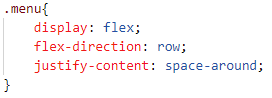 .menu{
    display: flex;
    flex-direction: row;
    justify-content: space-around;
}